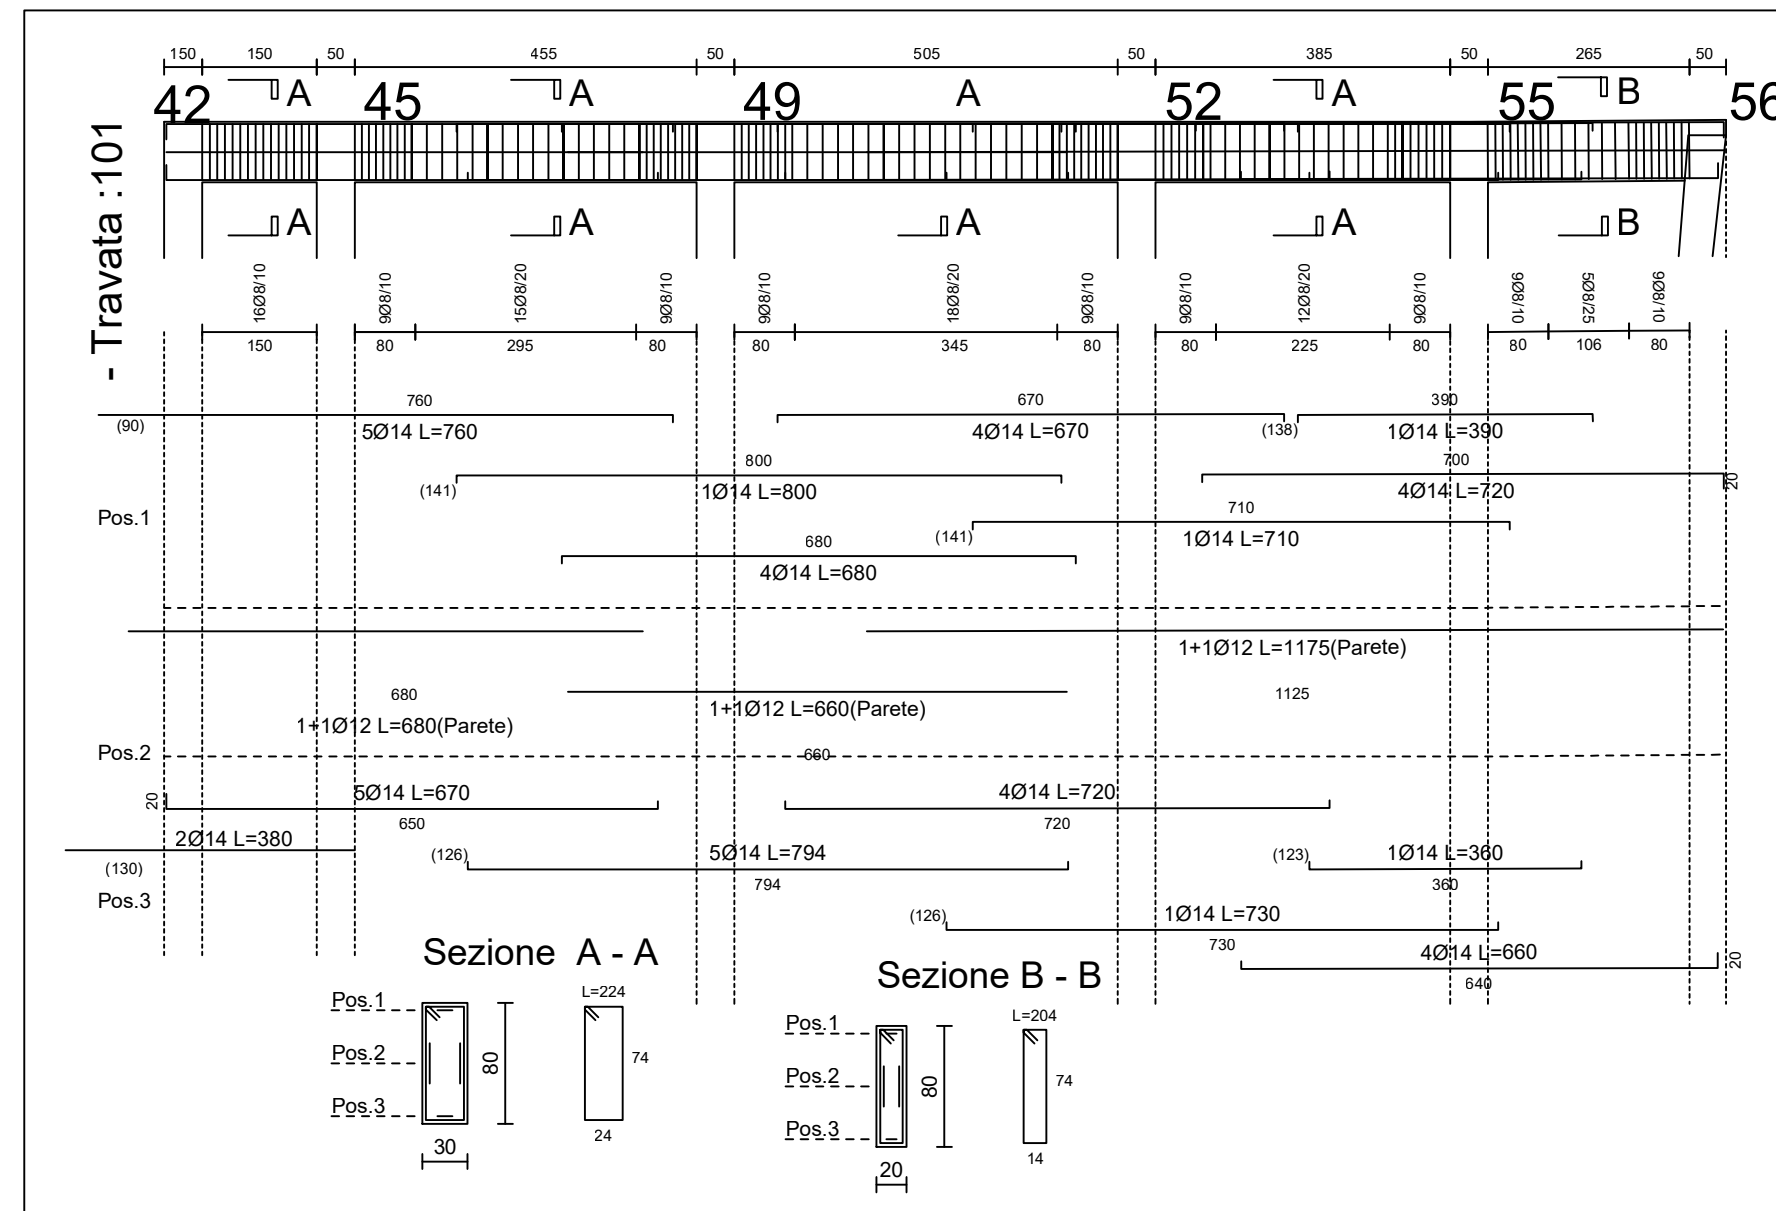 150 150 50 455 50 505 50 385 50 265 50
A A A A B
42 45 49 52 55 56
- Travata :101
A A A A B
16Ø8/10 9Ø8/10 15Ø8/20 9Ø8/10 9Ø8/10 18Ø8/20 9Ø8/10 9Ø8/10 12Ø8/20 9Ø8/10 9Ø8/10 5Ø8/25 9Ø8/10
150 80 295 80 80 345 80 80 225 80 80 106 80
760 670 390
(90) 5Ø14 L=760 4Ø14 L=670 (138) 1Ø14 L=390
800 700
(141) 1Ø14 L=800 4Ø14 L=720 20
Pos.1 710
(141) 1Ø14 L=710
680
4Ø14 L=680
1+1Ø12 L=1175(Parete)
680 1125
1+1Ø12 L=680(Parete) 1+1Ø12 L=660(Parete)
Pos.2 660
20 5Ø14 L=670 4Ø14 L=720
650 720
2Ø14 L=380
(130) (126) 5Ø14 L=794 (123) 1Ø14 L=360
794 360
Pos.3
(126) 1Ø14 L=730
730 4Ø14 L=660 20
640
Sezione A - A
L=224
Pos.1
Pos.2
Pos.3
80
74
30
24
Sezione B - B
L=204
Pos.1
Pos.2
Pos.3
80
74
20
14